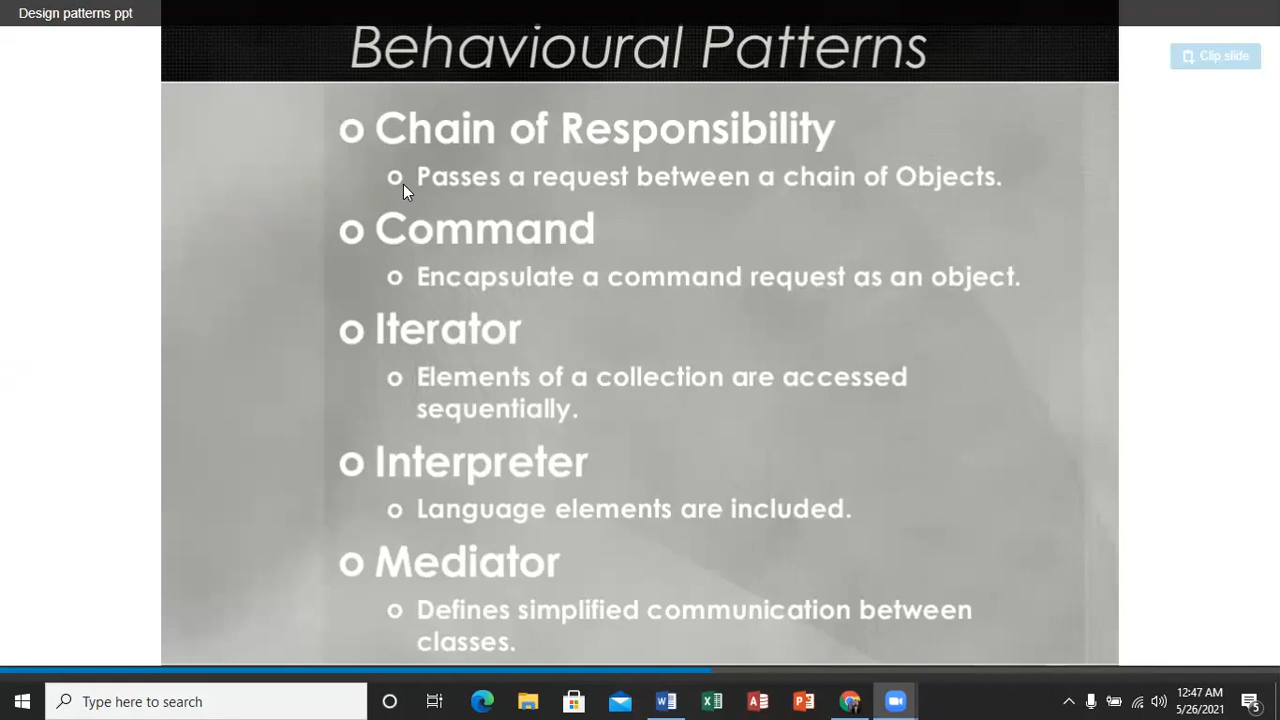 Design patterns ppt
Behavioural Patterns
Clip slide
o Chain of Responsibility
o Passes a request between a chain of Objects.
o Command
o Encapsulate a command request as an object.
o Iterator
o Elements of a collection are accessed
sequentially.
o Interpreter
o Language elements are included.
o Mediator
o Defines simplified communication between
classes.
Type here to search
12:47 AM
5/26/2021
5